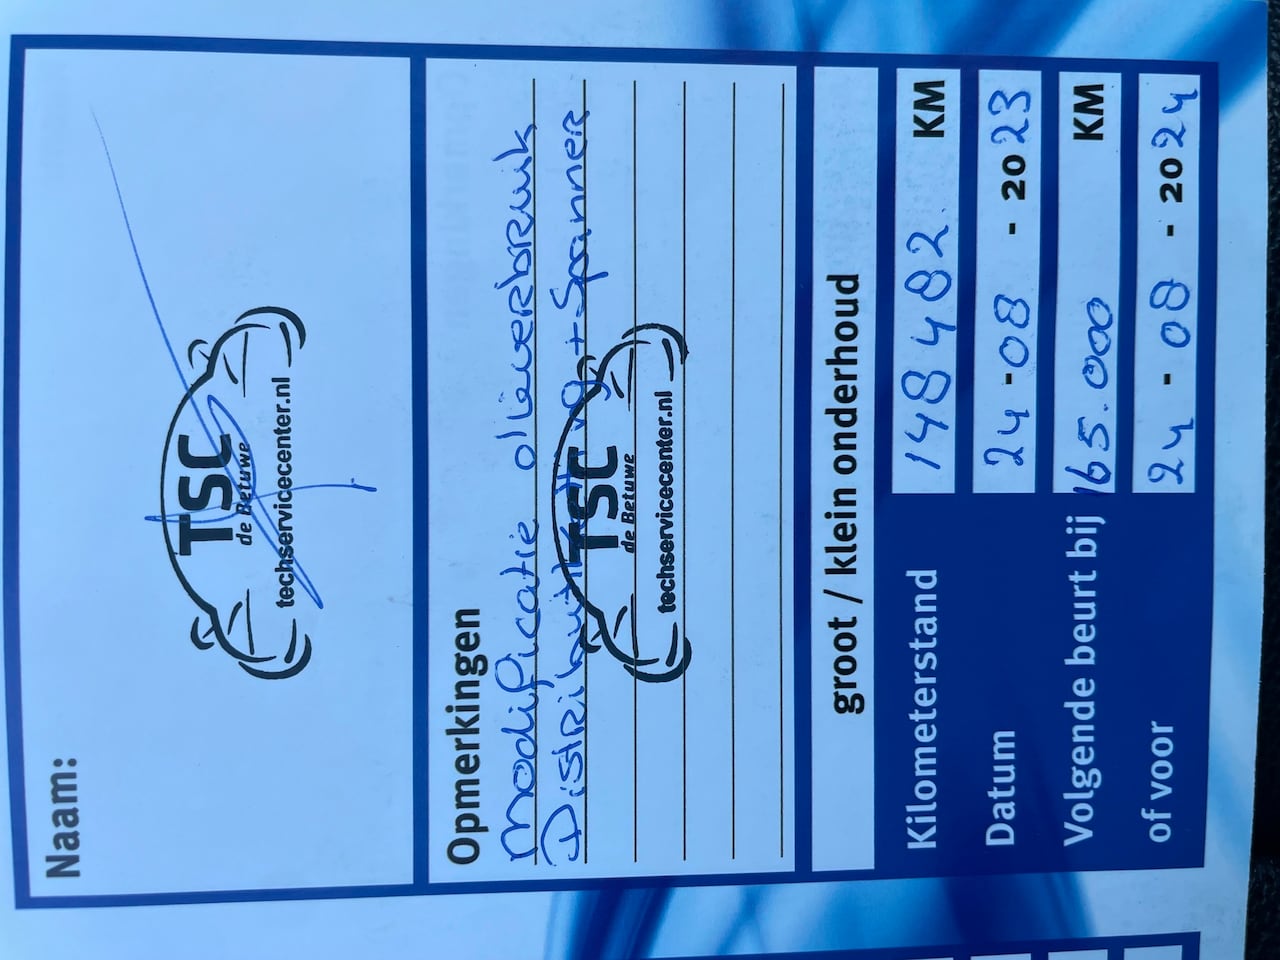 Naam:
TSC
de Betuwe
techservicecenter.nl
Opmerkingen
modificatie olieverbruik
Distributieketting + Spanner
TSC
de Betuwe
techservicecenter.nl
groot / klein onderhoud
Kilometerstand 148482 KM
Datum 24-08 - 2023
Volgende beurt bij 165.000 KM
of voor 24 - 08 - 2024